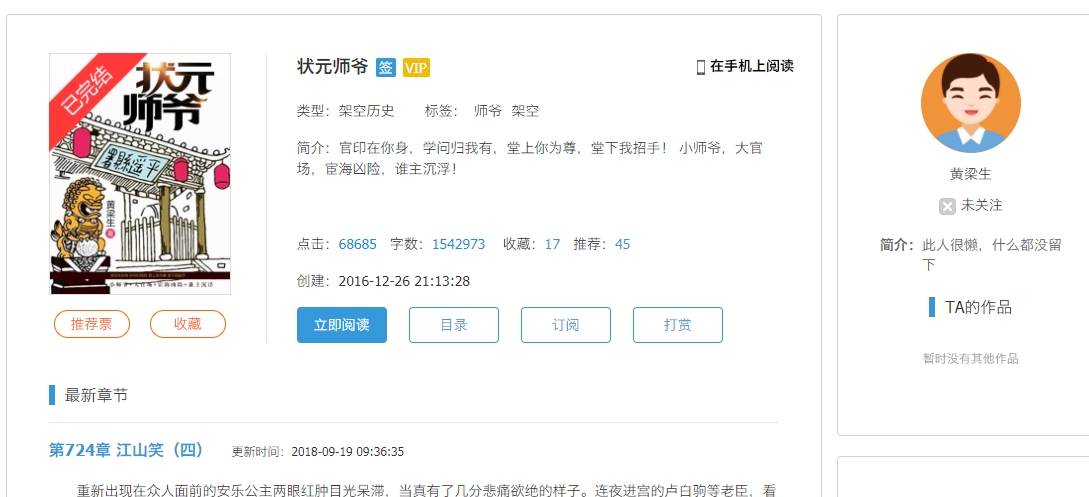 已完结
状元
师爷
黟县谣平
黄梁生
状元师爷 签 VIP
在手机上阅读
类型：架空历史 标签： 师爷 架空
简介：官印在你身，学问归我有，堂上你为尊，堂下我招手！ 小师爷，大官
场，宦海凶险，谁主沉浮！
点击：68685 字数：1542973 收藏：17 推荐：45
创建：2016-12-26 21:13:28
推荐票 收藏
立即阅读 目录 订阅 打赏
最新章节
第724章 江山笑（四） 更新时间：2018-09-19 09:36:35
重新出现在众人面前的安乐公主两眼红肿目光呆滞，当真有了几分悲痛欲绝的样子。连夜进宫的卢白驹等老臣，看
黄梁生
未关注
简介：此人很懒，什么都没留
下
TA的作品
暂时没有其他作品